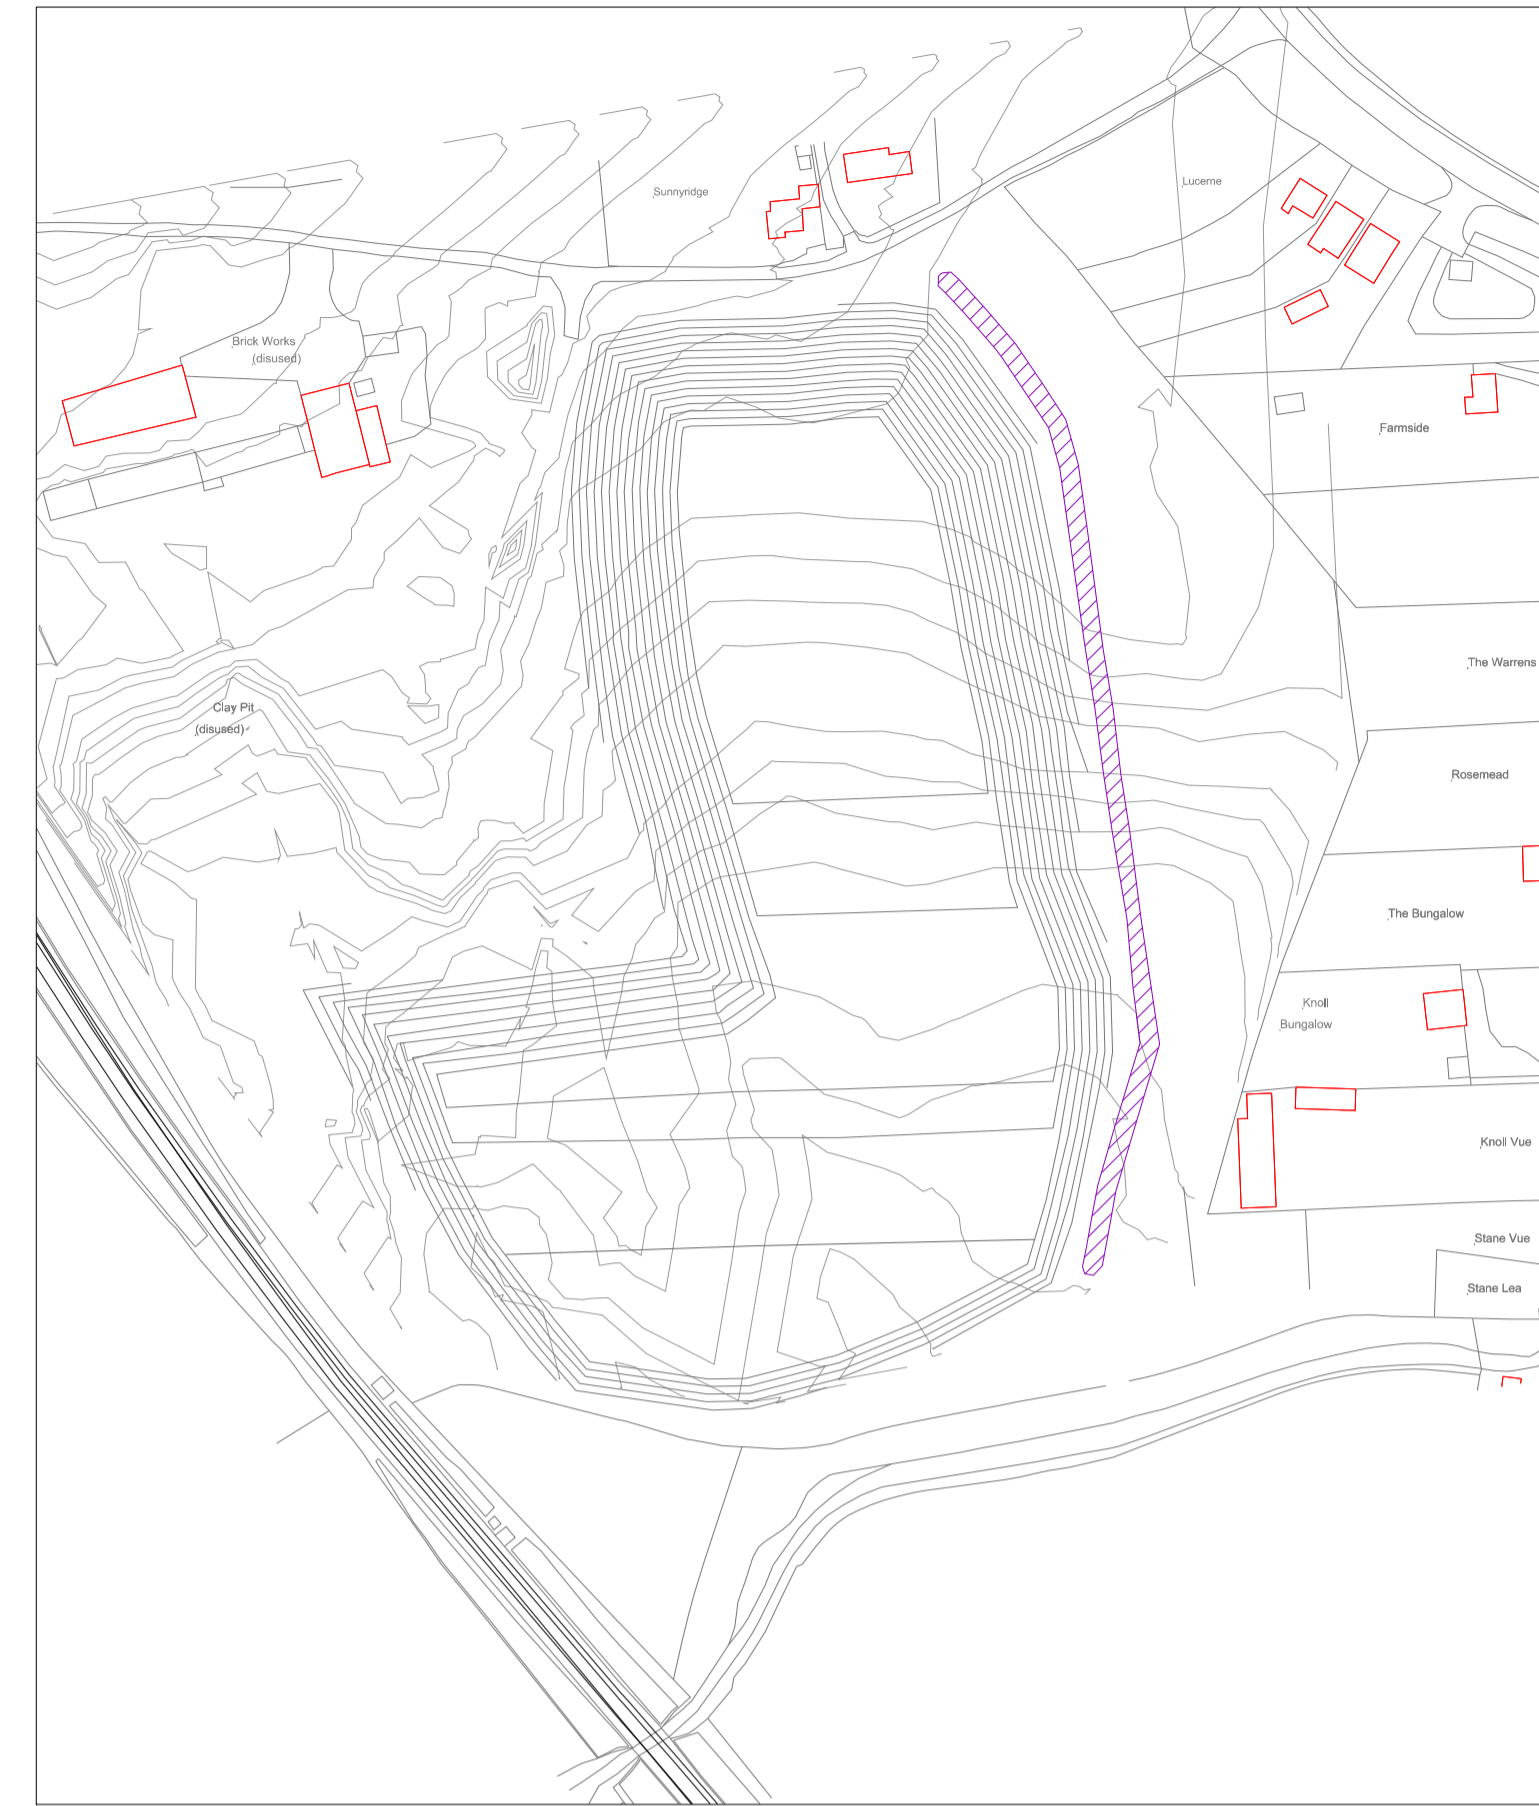 Sunnyridge
Lucerne
Brick Works
(disused)
Farmside
The Warrens
Clay Pit
(disused)
Rosemead
The Bungalow
Knoll
Bungalow
Knoll Vue
Stane Vue
Stane Lea